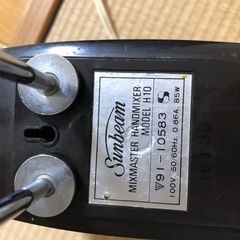 Sunbeam
MIXMASTER HANDMIXER
MODEL H10
▽91-10583
100V 50/60Hz 0.86A 85W